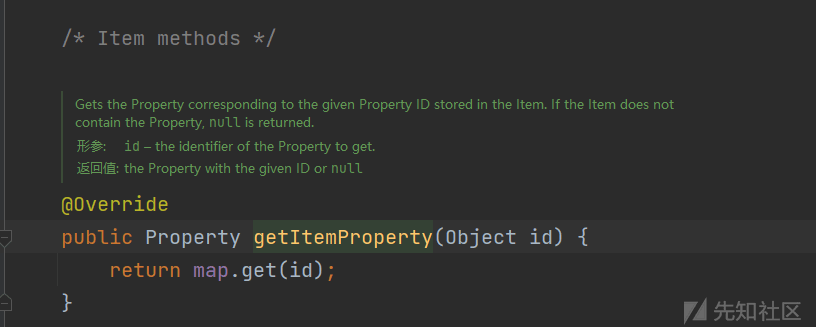 /* Item methods */
Gets the Property corresponding to the given Property ID stored in the Item. If the Item does not
contain the Property, null is returned.
形参: id – the identifier of the Property to get.
返回值: the Property with the given ID or null
@Override
public Property getItemProperty(Object id) {
return map.get(id);
}
先知社区